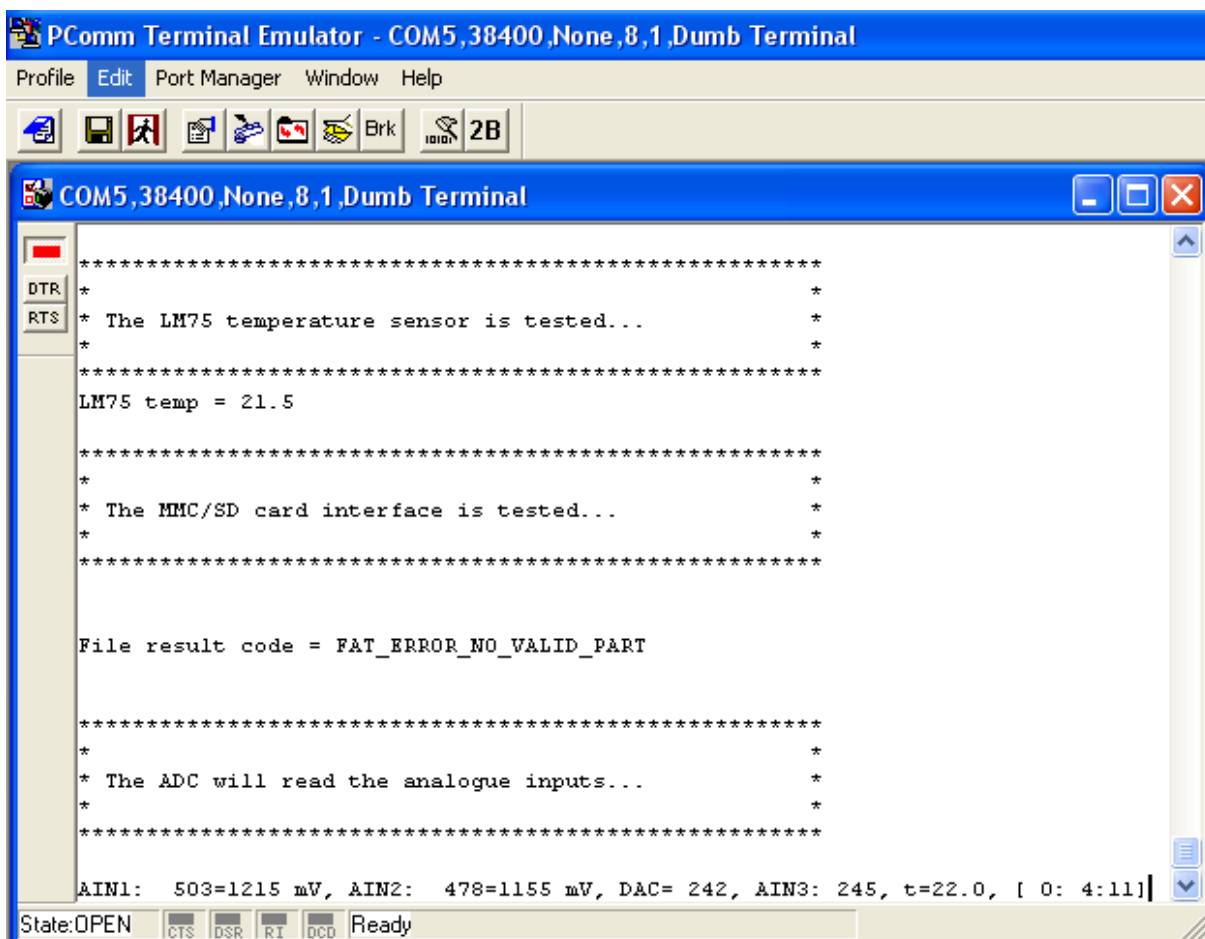 PComm Terminal Emulator - COM5,38400,None,8,1,Dumb Terminal
Profile Edit Port Manager Window Help
Brk 2B
COM5,38400,None,8,1,Dumb Terminal
DTR
RTS
*******************************************************
* *
* The LM75 temperature sensor is tested... *
* *
*******************************************************
LM75 temp = 21.5
*******************************************************
* *
* The MMC/SD card interface is tested... *
* *
*******************************************************
File result code = FAT_ERROR_NO_VALID_PART
*******************************************************
* *
* The ADC will read the analogue inputs... *
* *
*******************************************************
AIN1:  503=1215 mV, AIN2:  478=1155 mV, DAC= 242, AIN3: 245, t=22.0, [ 0: 4:11]
State:OPEN CTS DSR RI DCD Ready